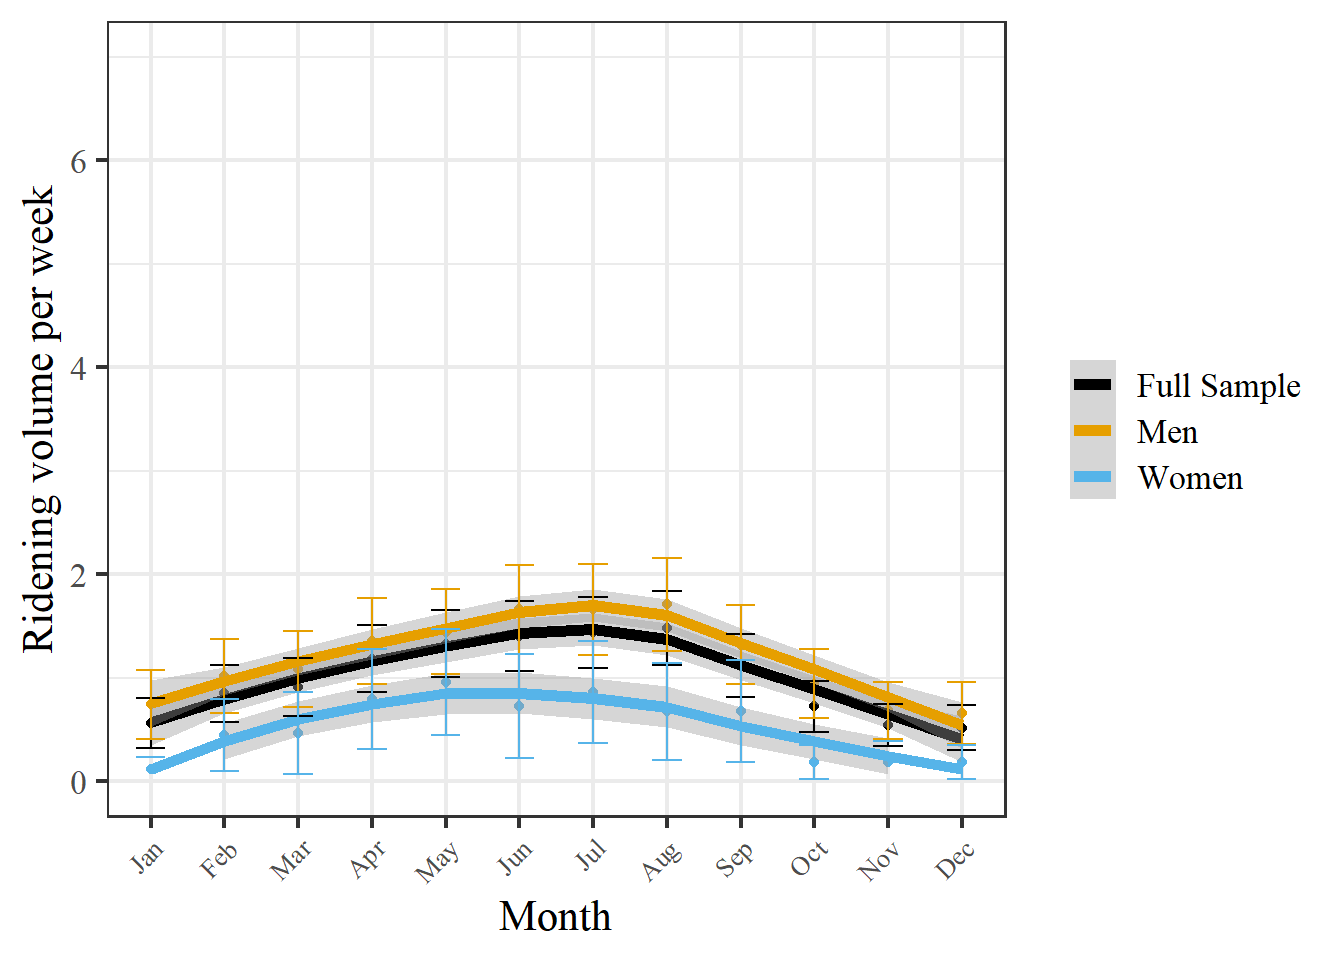 Ridening volume per week
6
4
2
0
Jan
Feb
Mar
Apr
May
Jun
Jul
Aug
Sep
Oct
Nov
Dec
Month
Full Sample
Men
Women